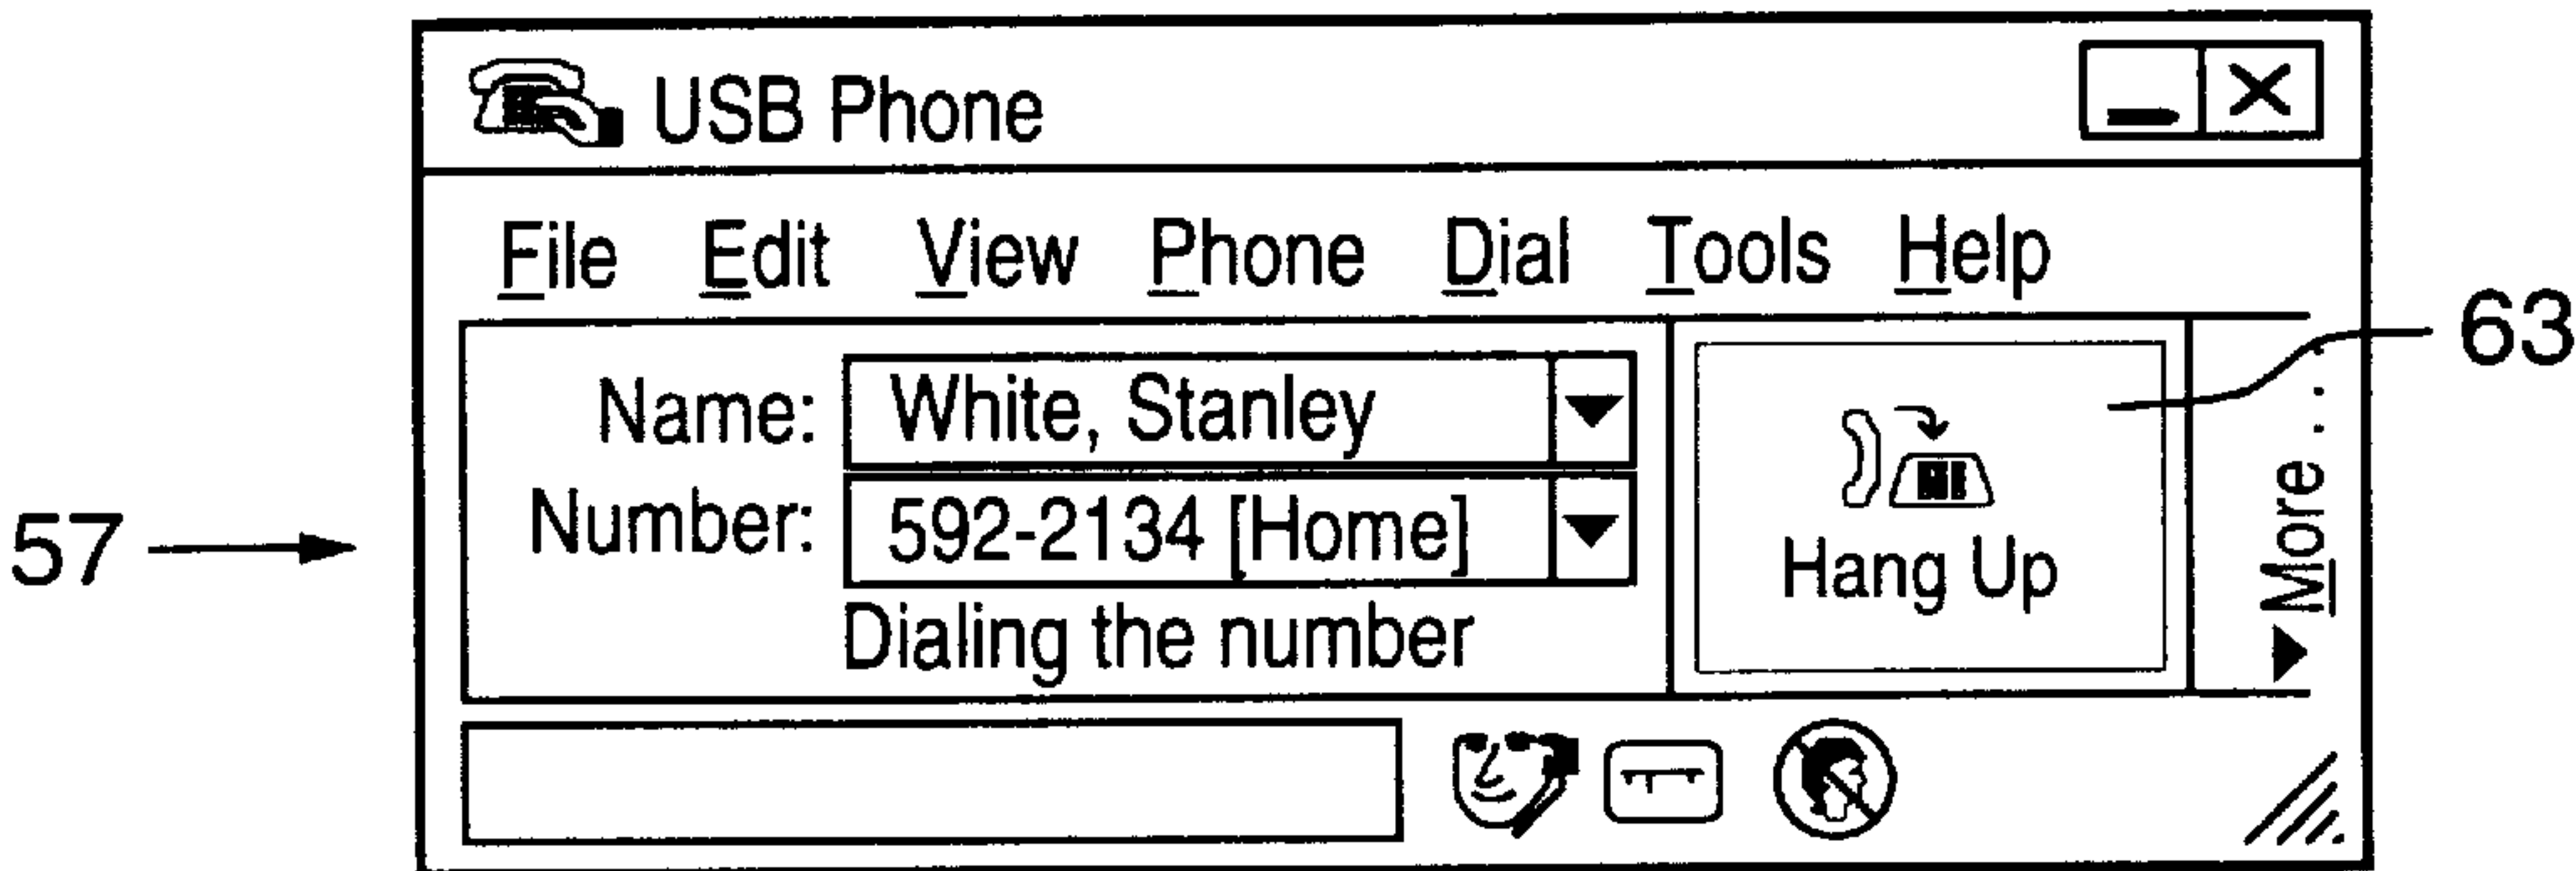 USB Phone
File Edit View Phone Dial Tools Help
63
Name: White, Stanley
57
Number: 592-2134 [Home]
Hang Up
More . . .
Dialing the number